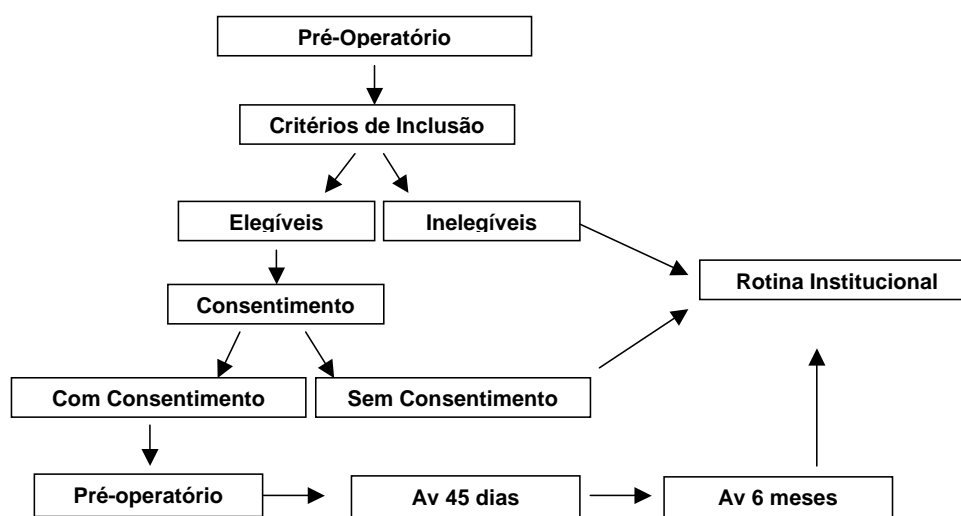 Pré-Operatório
Critérios de Inclusão
Elegíveis
Inelegíveis
Rotina Institucional
Consentimento
Com Consentimento
Sem Consentimento
Pré-operatório
Av 45 dias
Av 6 meses